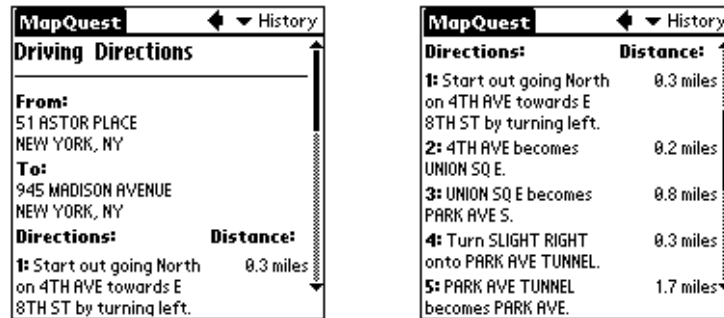 MapQuest
History
Driving Directions
From:
51 ASTOR PLACE
NEW YORK, NY
To:
945 MADISON AVENUE
NEW YORK, NY
Directions: Distance:
1: Start out going North 0.3 miles
on 4TH AVE towards E
8TH ST by turning left.
MapQuest
History
Directions: Distance:
1: Start out going North 0.3 miles
on 4TH AVE towards E
8TH ST by turning left.
2: 4TH AVE becomes 0.2 miles
UNION SQ E.
3: UNION SQ E becomes 0.8 miles
PARK AVE S.
4: Turn SLIGHT RIGHT 0.3 miles
onto PARK AVE TUNNEL.
5: PARK AVE TUNNEL 1.7 miles
becomes PARK AVE.